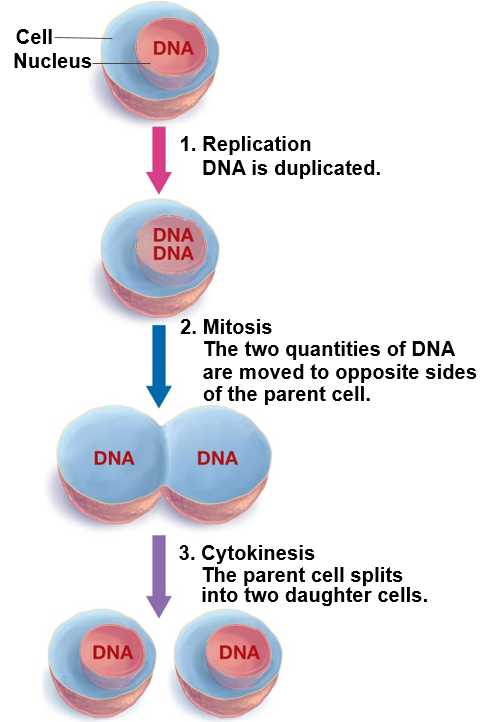 Cell
DNA
Nucleus
1. Replication
DNA is duplicated.
DNA
DNA
2. Mitosis
The two quantities of DNA
are moved to opposite sides
of the parent cell.
DNA DNA
3. Cytokinesis
The parent cell splits
into two daughter cells.
DNA DNA